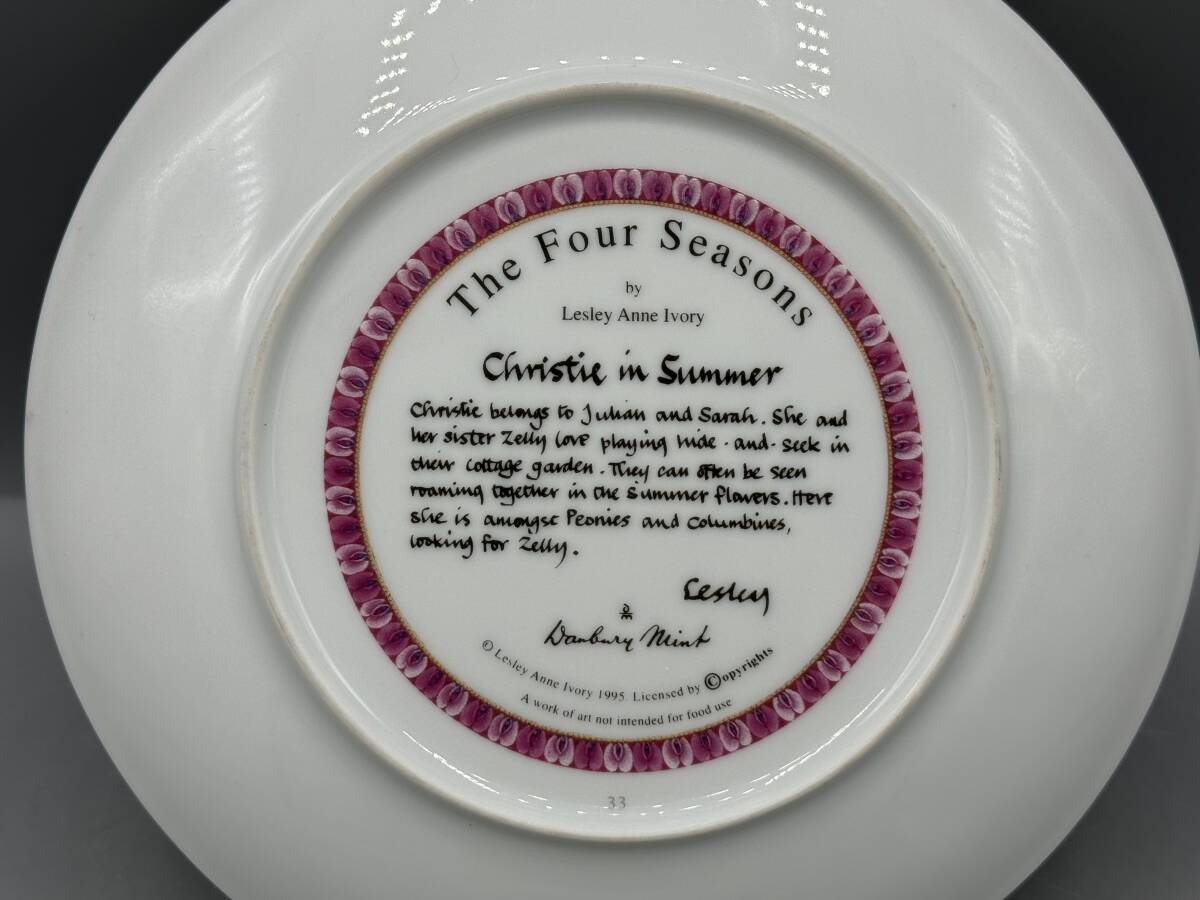 The Four Seasons
by
Lesley Anne Ivory
Christie in Summer
Christie belongs to Julian and Sarah. She and
her sister Zelly love playing hide-and-seek in
their cottage garden. They can often be seen
roaming together in the Summer flowers. Here
she is amongst Peonies and Columbines,
looking for Zelly.
Lesley
DM
Danbury Mint
© Lesley Anne Ivory 1995. Licensed by ©opyrights
A work of art not intended for food use
33